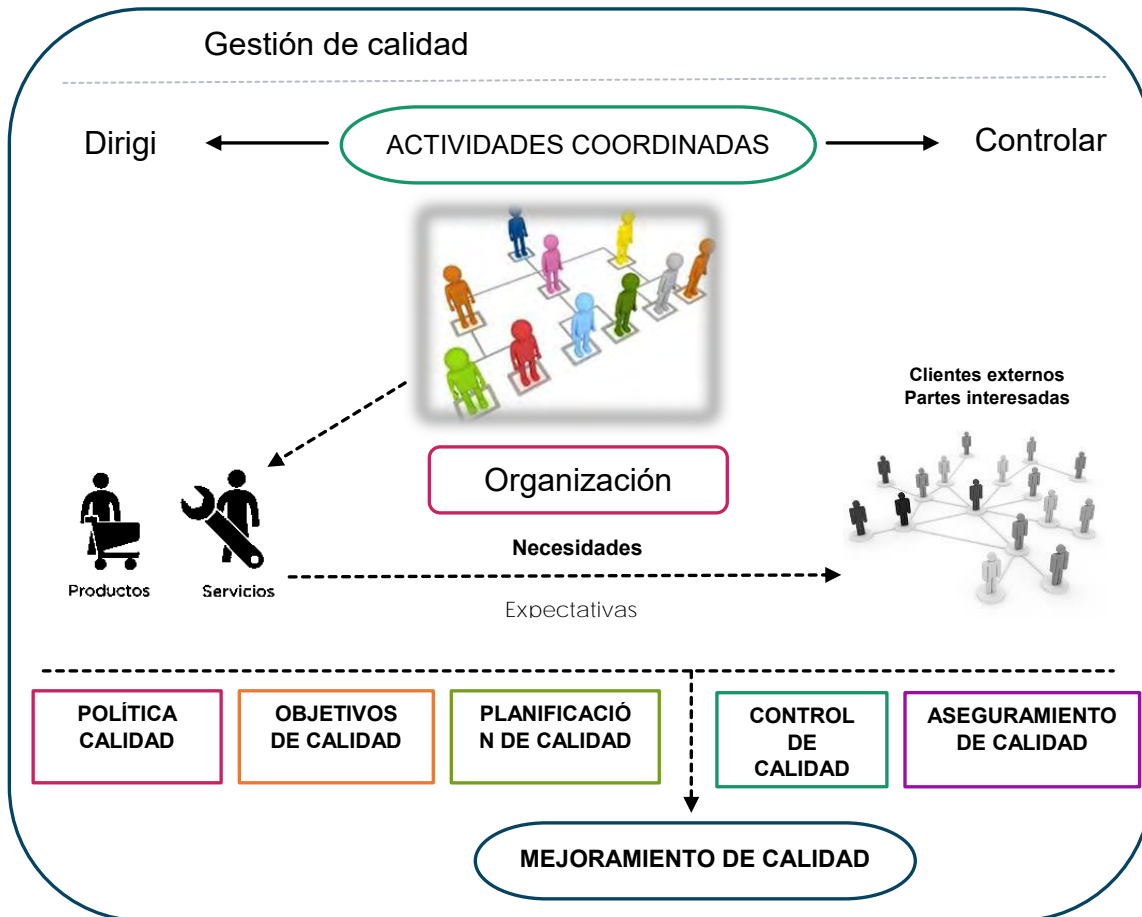 Gestión de calidad
Dirigi
ACTIVIDADES COORDINADAS
Controlar
Clientes externos
Partes interesadas
Organización
Necesidades
Productos
Servicios
Expectativas
POLÍTICA
CALIDAD
OBJETIVOS
DE CALIDAD
PLANIFICACIÓ
N DE CALIDAD
CONTROL
DE
CALIDAD
ASEGURAMIENTO
DE CALIDAD
MEJORAMIENTO DE CALIDAD